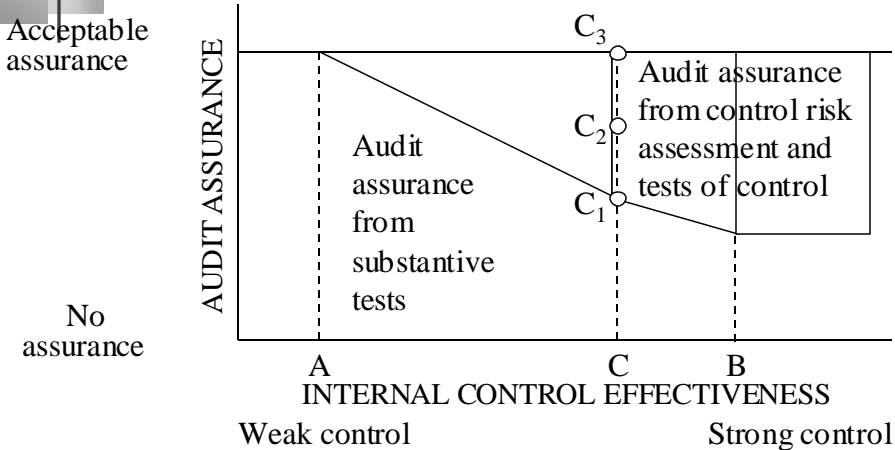 Acceptable
assurance
AUDIT ASSURANCE
No
assurance
C3
C2
C1
Audit
assurance
from
substantive
tests
Audit assurance
from control risk
assessment and
tests of control
A
C
B
INTERNAL CONTROL EFFECTIVENESS
Weak control
Strong control